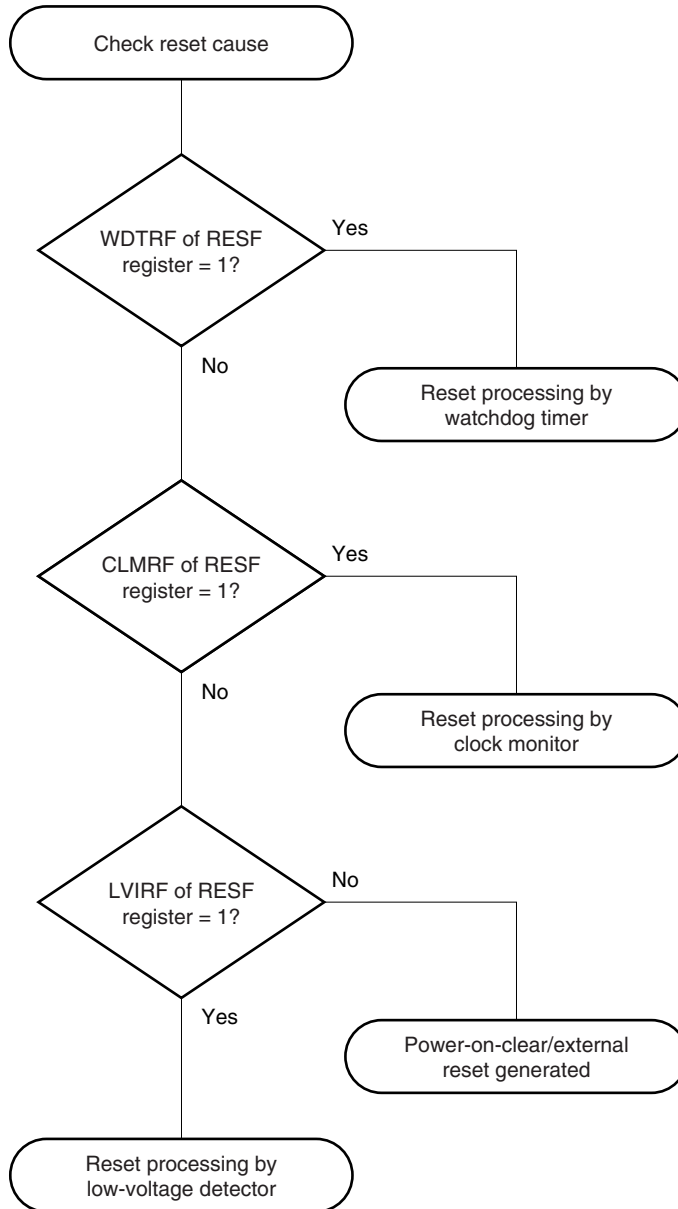 Check reset cause
WDTRF of RESF
register = 1?
Yes
No
Reset processing by
watchdog timer
CLMRF of RESF
register = 1?
Yes
No
Reset processing by
clock monitor
LVIRF of RESF
register = 1?
No
Yes
Power-on-clear/external
reset generated
Reset processing by
low-voltage detector